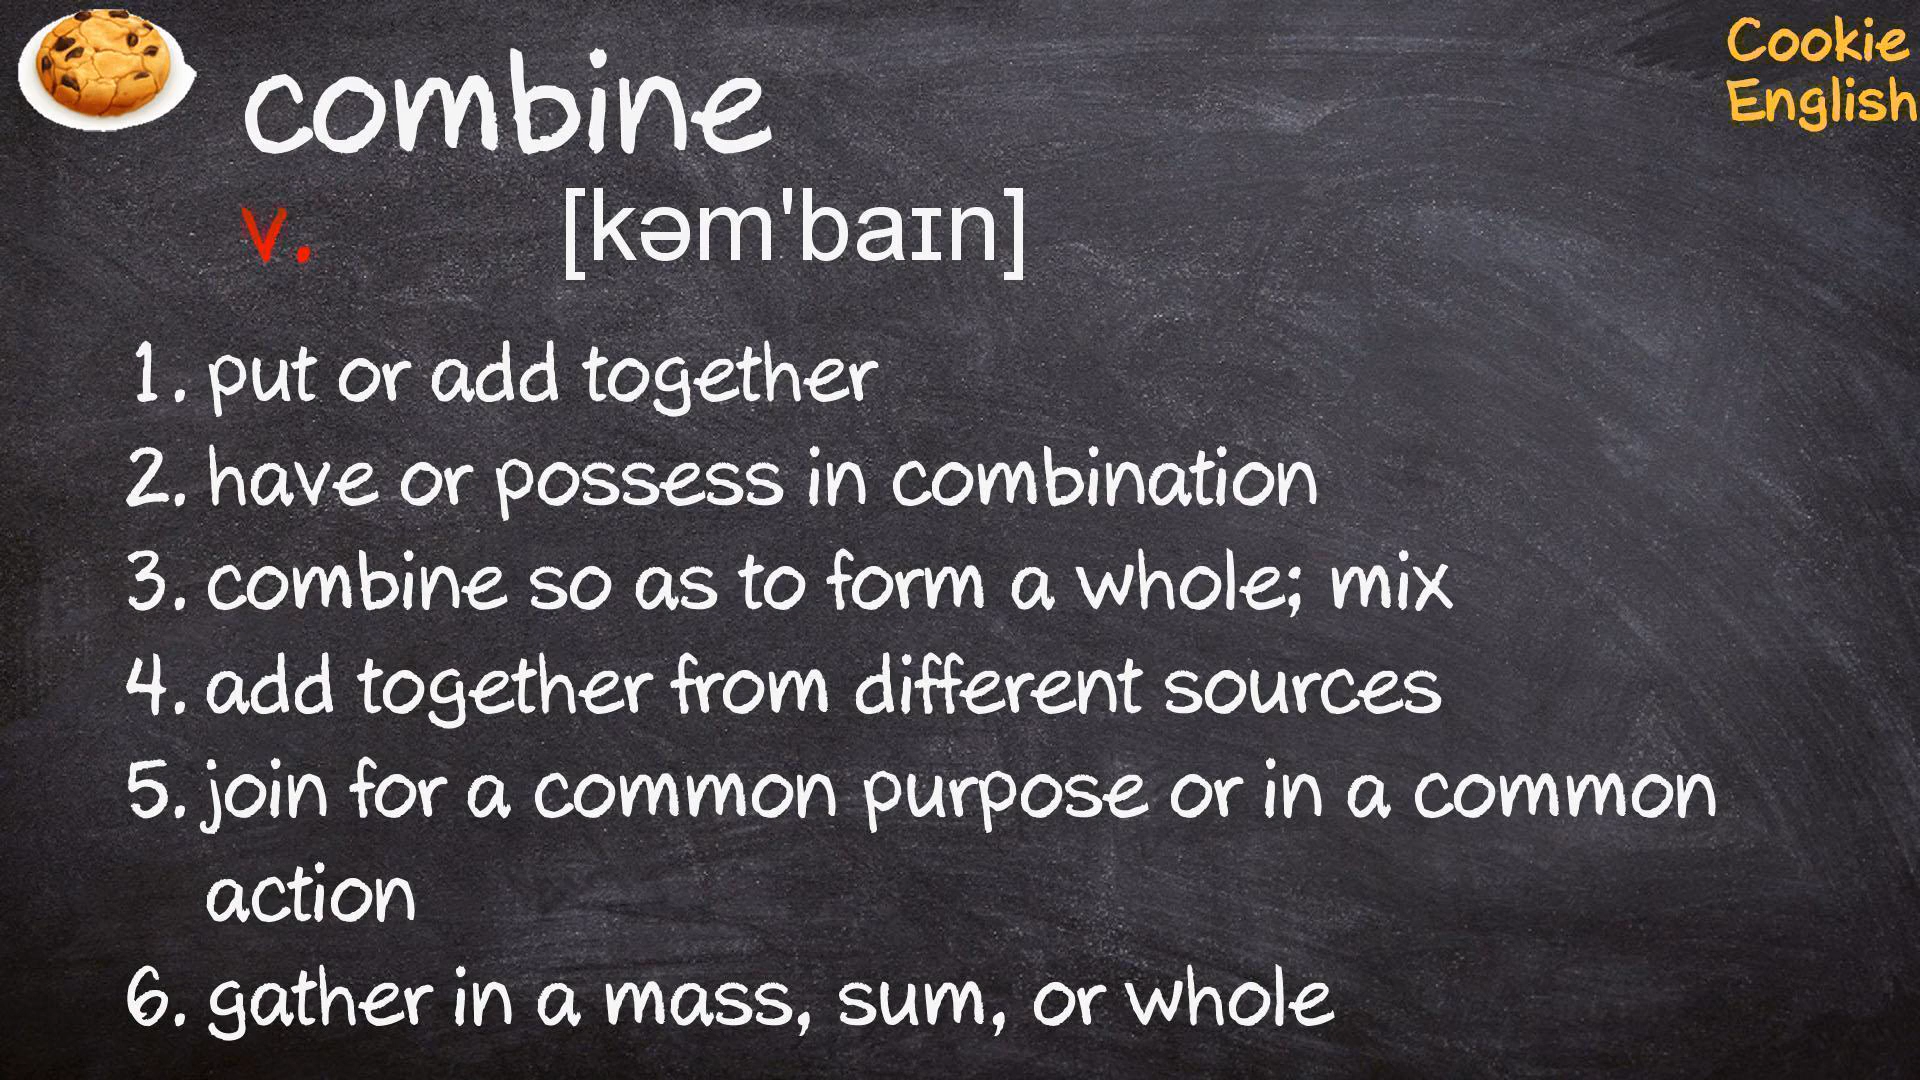 combine
Cookie
English
v. [kəm'baɪn]
1. put or add together
2. have or possess in combination
3. combine so as to form a whole; mix
4. add together from different sources
5. join for a common purpose or in a common
action
6. gather in a mass, sum, or whole